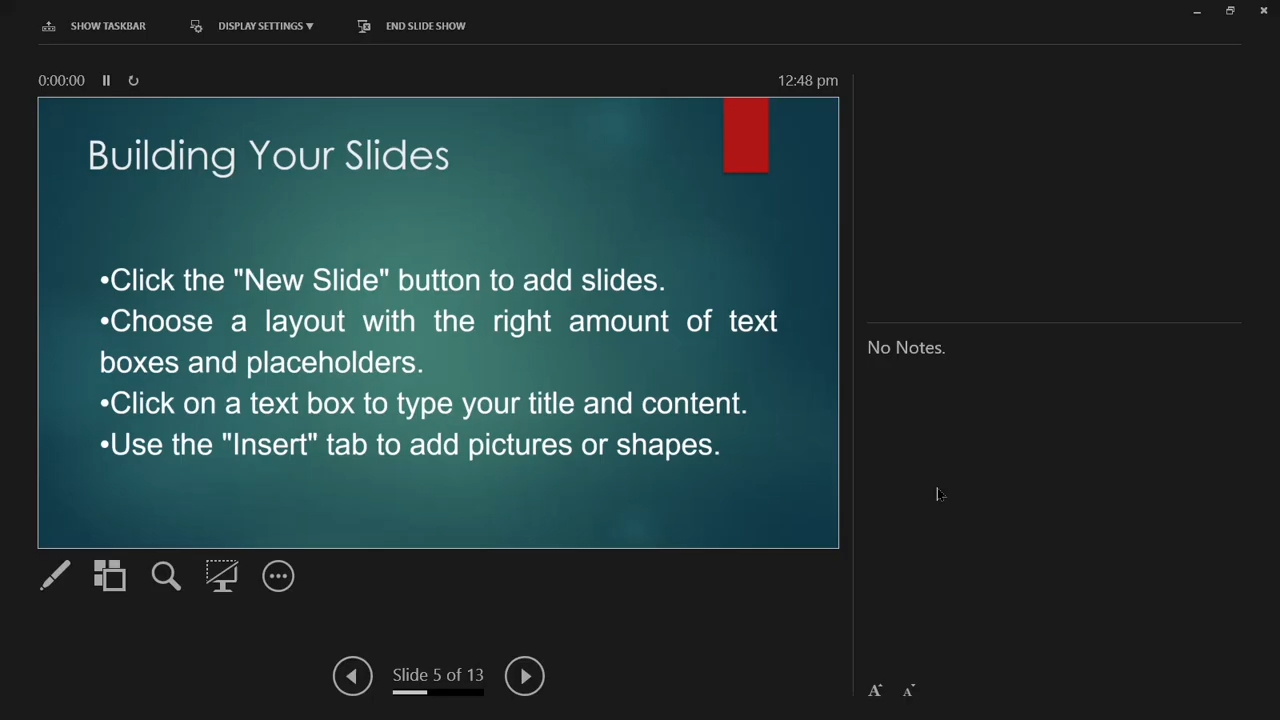 SHOW TASKBAR DISPLAY SETTINGS ▼ END SLIDE SHOW
0:00:00 12:48 pm
Building Your Slides
•Click the "New Slide" button to add slides.
•Choose a layout with the right amount of text
boxes and placeholders.
•Click on a text box to type your title and content.
•Use the "Insert" tab to add pictures or shapes.
No Notes.
Slide 5 of 13
A A